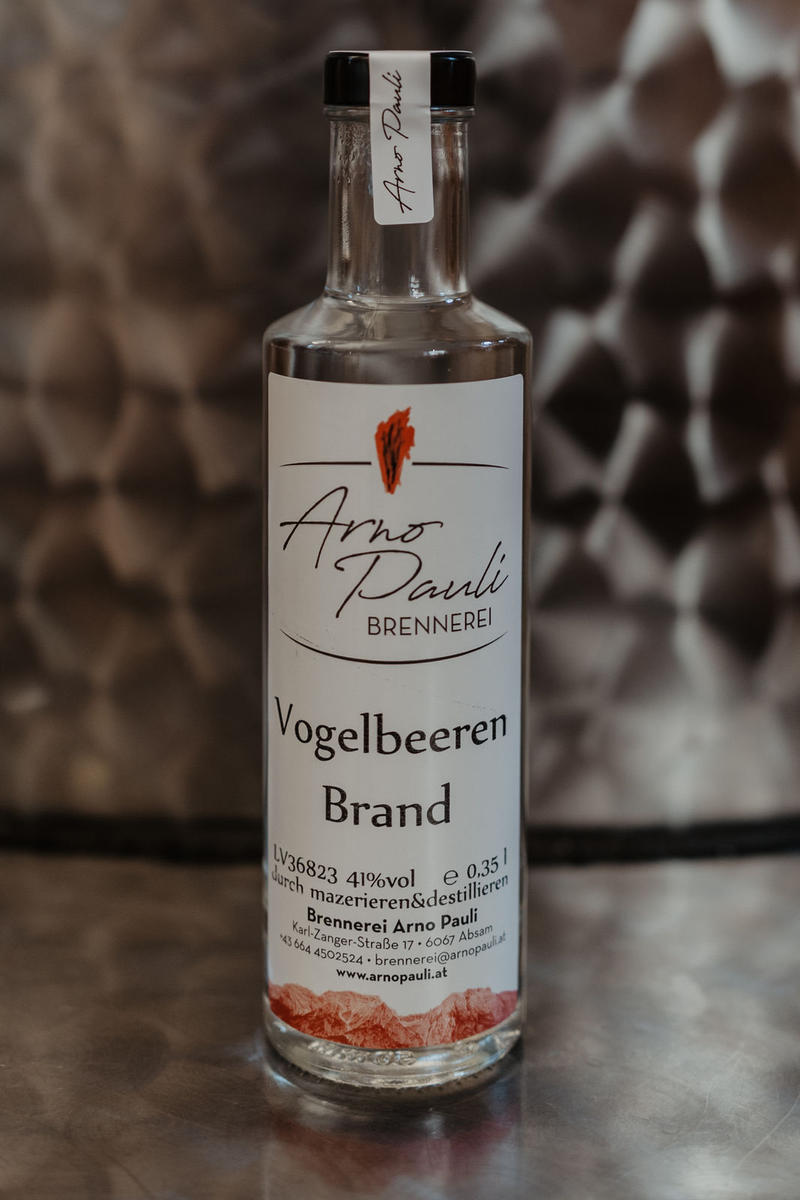 Arno Pauli
Arno
Pauli
BRENNEREI
Vogelbeeren
Brand
LV36823 41%vol ℮ 0,35 l
durch mazerieren&destillieren
Brennerei Arno Pauli
Karl-Zanger-Straße 17 • 6067 Absam
+43 664 4502524 • brennerei@arnopauli.at
www.arnopauli.at